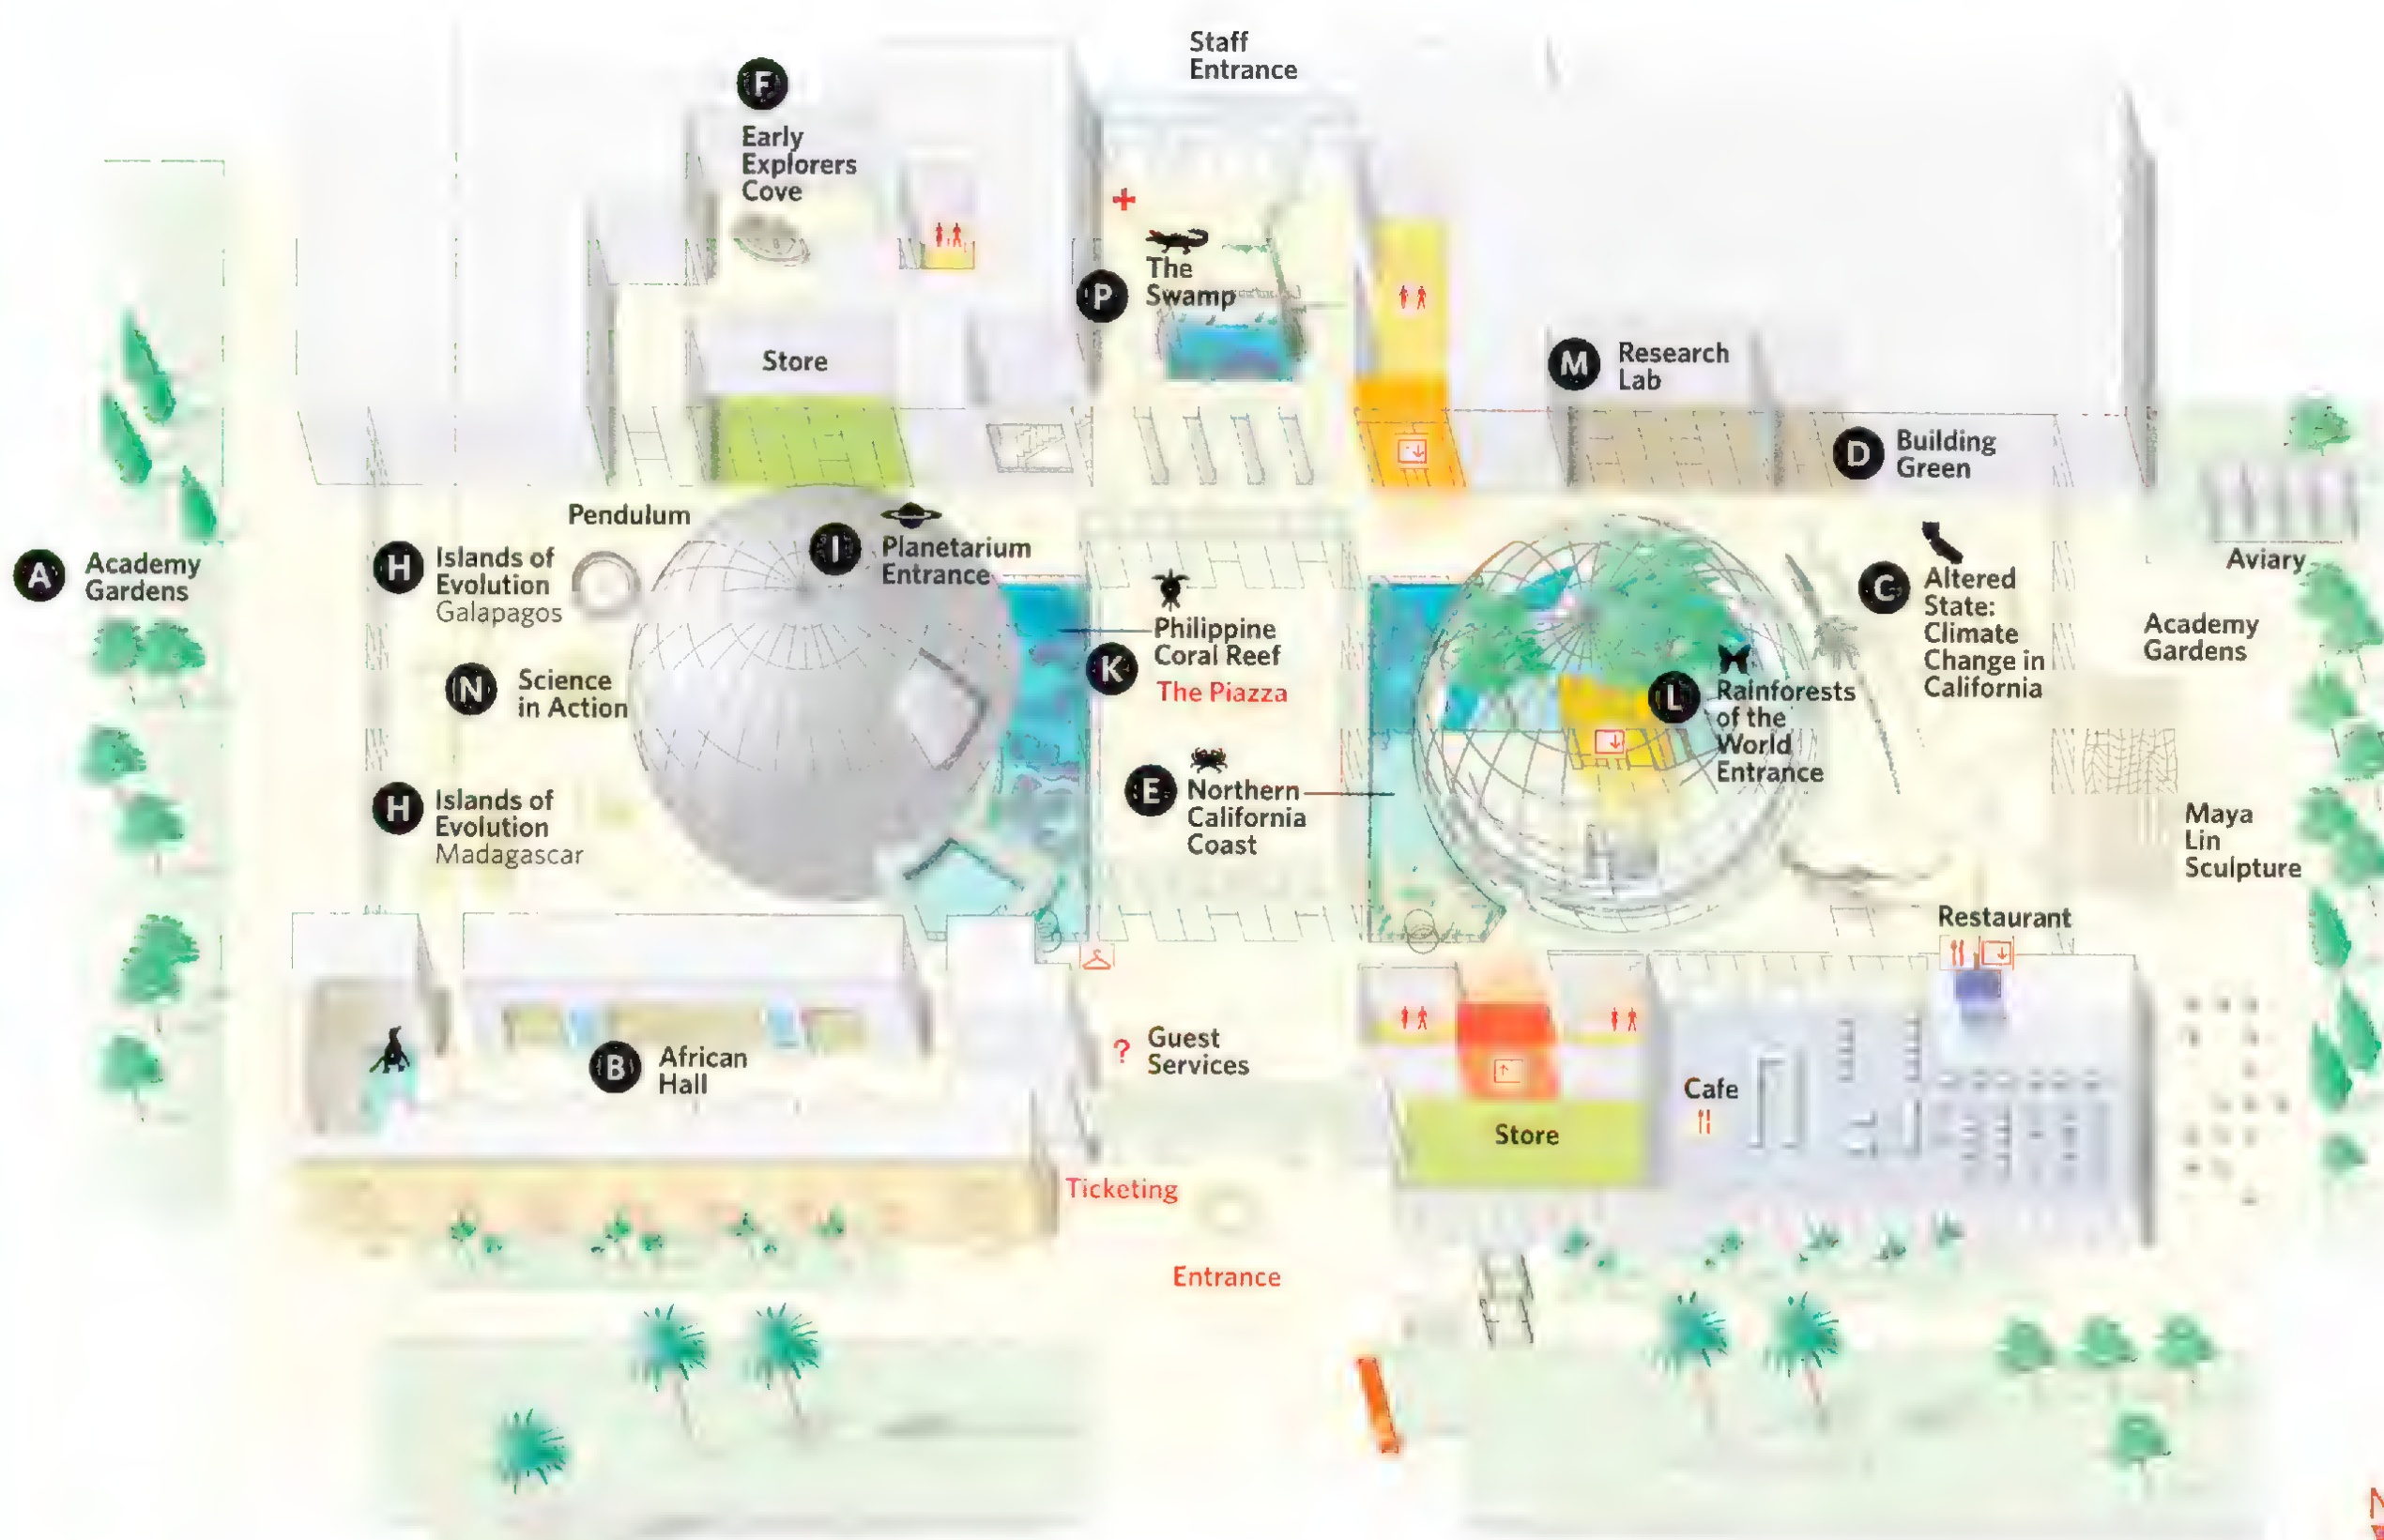 Staff
Entrance
F
Early
Explorers
Cove
P
The
Swamp
Store
M
Research
Lab
D
Building
Green
Pendulum
A
Academy
Gardens
H
Islands of
Evolution
Galapagos
I
Planetarium
Entrance
Philippine
Coral Reef
K
The Piazza
C
Altered
State:
Climate
Change in
California
Aviary
Academy
Gardens
N
Science
in Action
L
Rainforests
of the
World
Entrance
H
Islands of
Evolution
Madagascar
E
Northern
California
Coast
Maya
Lin
Sculpture
Restaurant
B
African
Hall
?
Guest
Services
Cafe
Store
Ticketing
Entrance